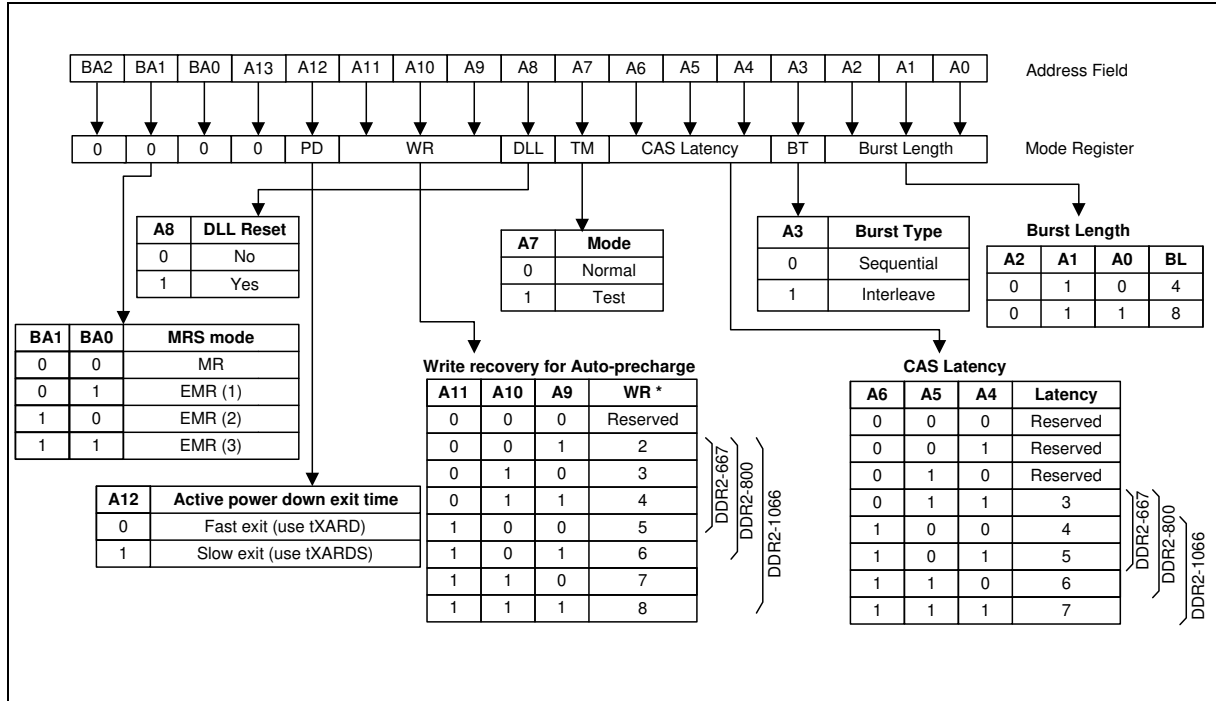 BA2 BA1 BA0 A13 A12 A11 A10 A9 A8 A7 A6 A5 A4 A3 A2 A1 A0 Address Field
0 0 0 0 PD WR DLL TM CAS Latency BT Burst Length Mode Register
A8 DLL Reset
0 No
1 Yes
A7 Mode
0 Normal
1 Test
A3 Burst Type
0 Sequential
1 Interleave
Burst Length
A2 A1 A0 BL
0 1 0 4
0 1 1 8
BA1 BA0 MRS mode
0 0 MR
0 1 EMR (1)
1 0 EMR (2)
1 1 EMR (3)
A12 Active power down exit time
0 Fast exit (use tXARD)
1 Slow exit (use tXARDS)
Write recovery for Auto-precharge
A11 A10 A9 WR *
0 0 0 Reserved
0 0 1 2
0 1 0 3
0 1 1 4
1 0 0 5
1 0 1 6
1 1 0 7
1 1 1 8
DDR2-667
DDR2-800
DDR2-1066
CAS Latency
A6 A5 A4 Latency
0 0 0 Reserved
0 0 1 Reserved
0 1 0 Reserved
0 1 1 3
1 0 0 4
1 0 1 5
1 1 0 6
1 1 1 7
DDR2-667
DDR2-800
DDR2-1066